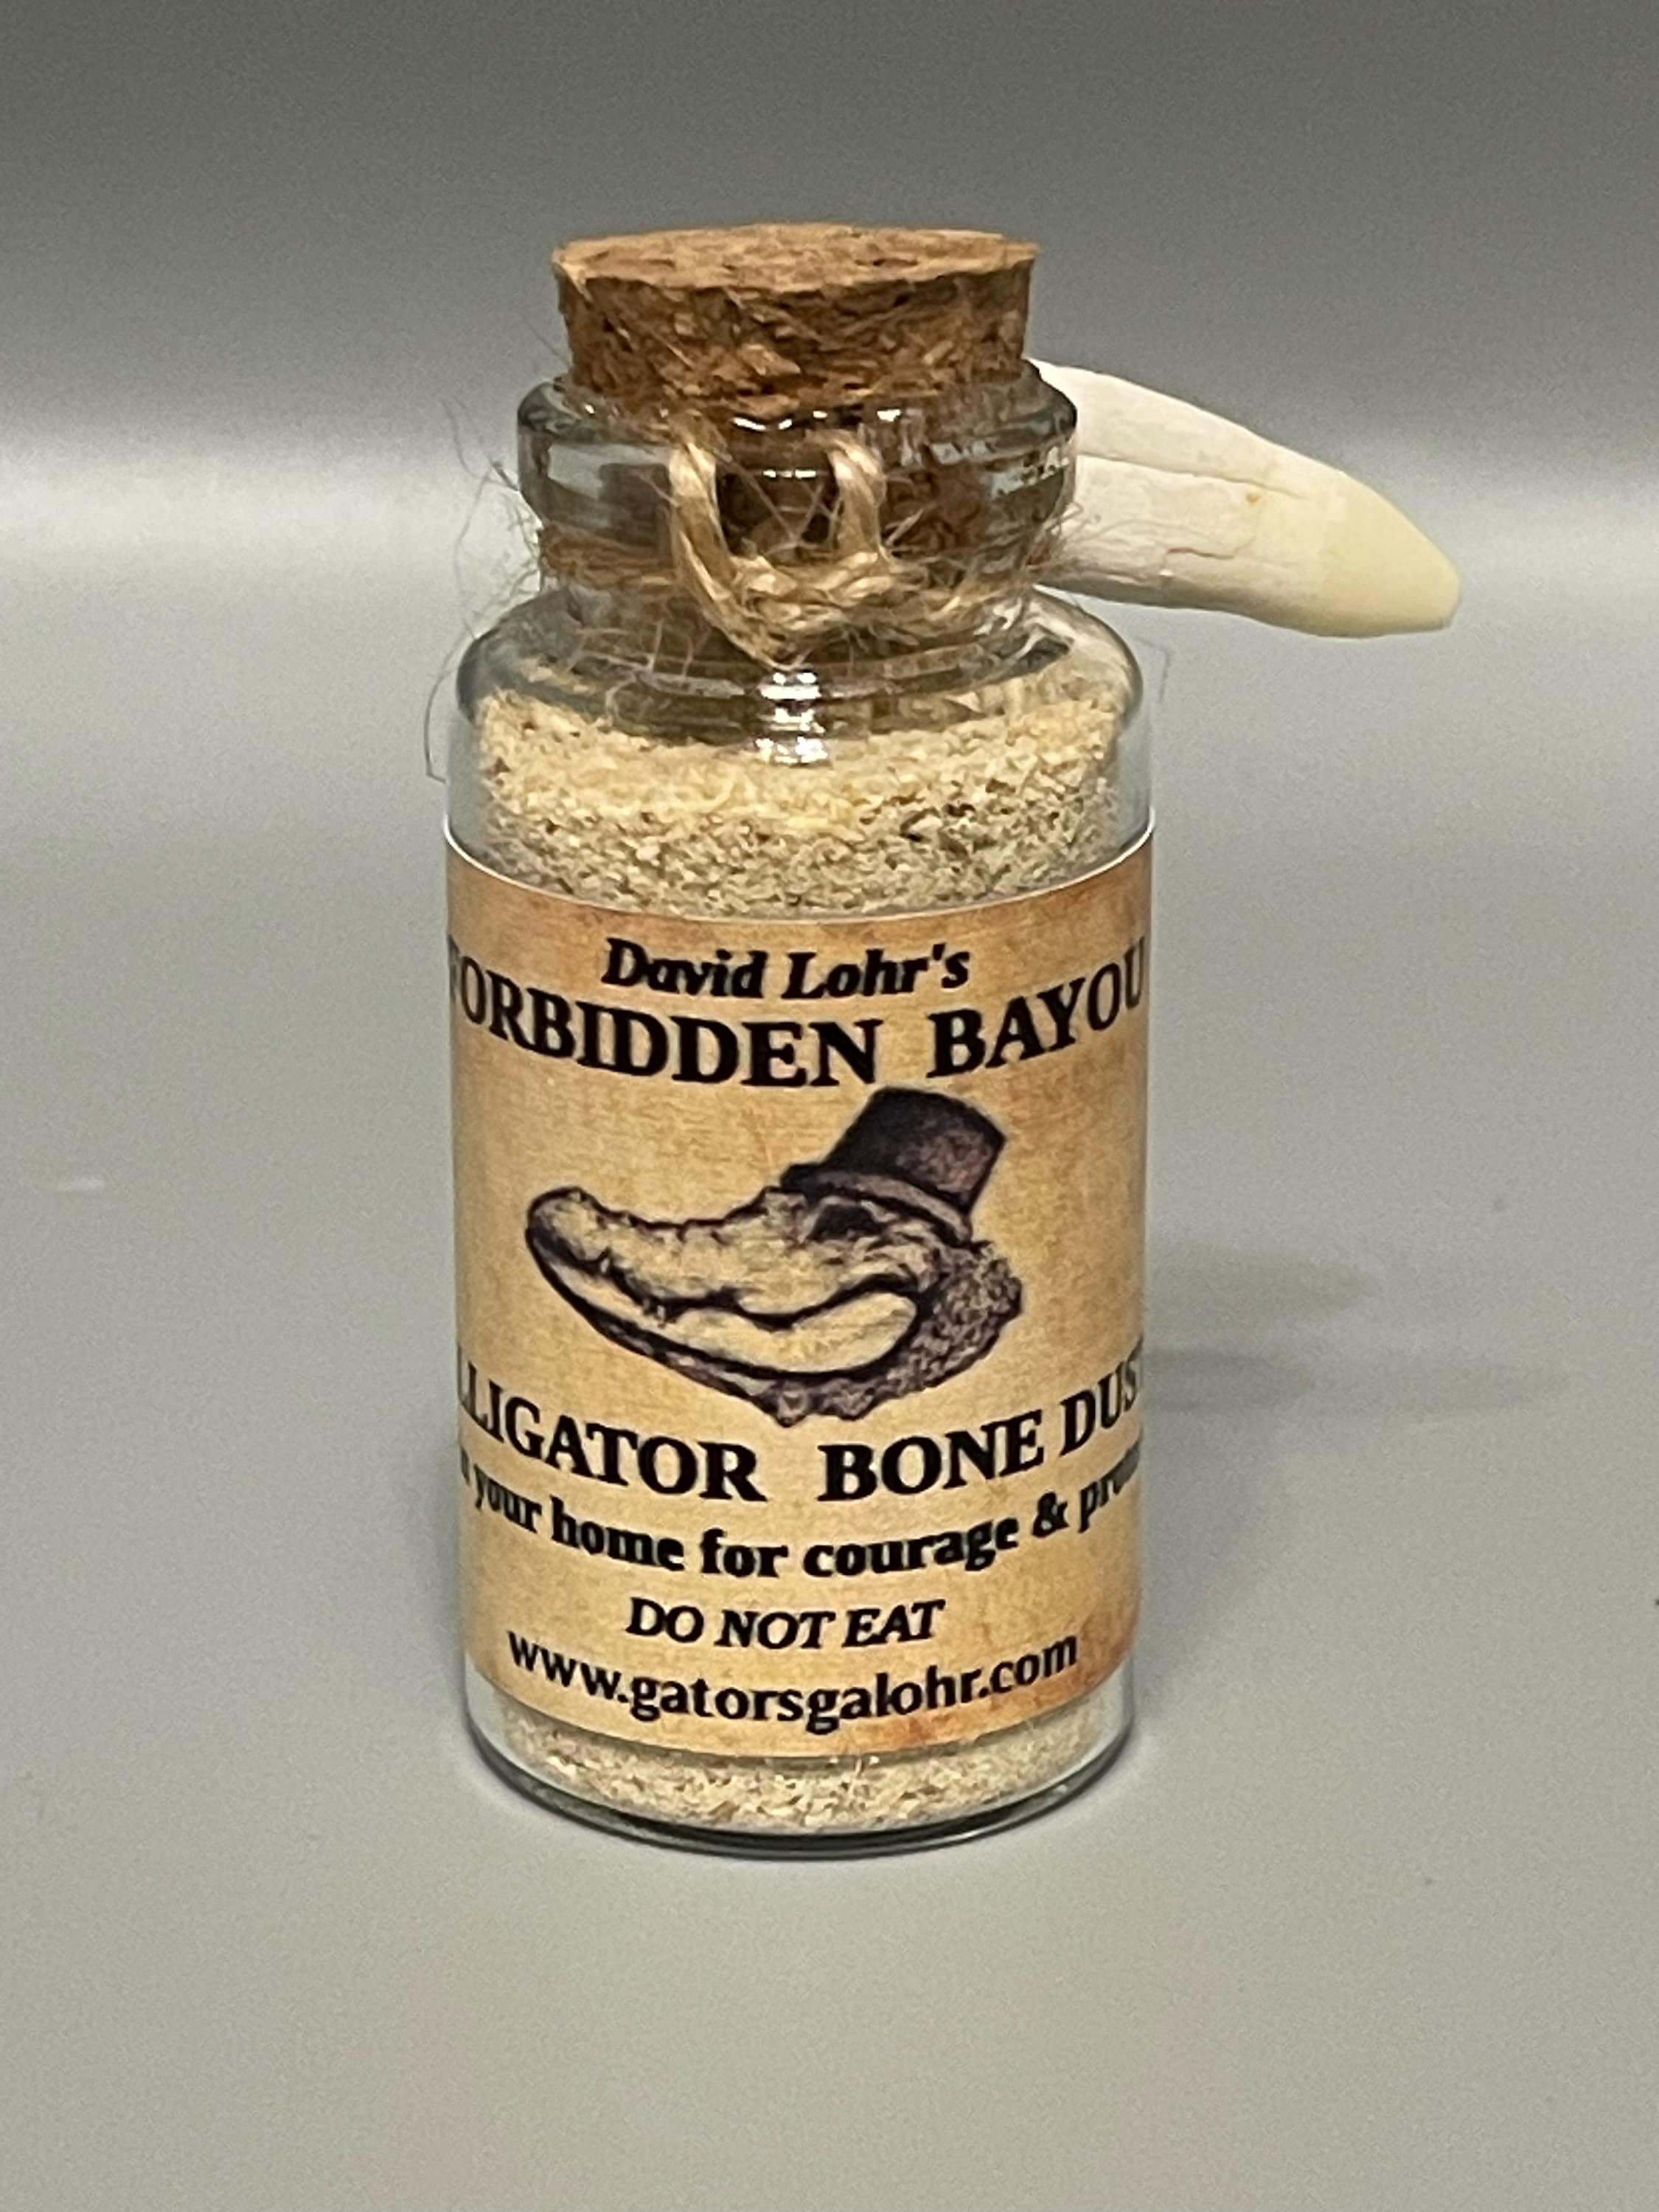 David Lohr's
FORBIDDEN BAYOU
ALLIGATOR BONE DUST
your home for courage &
DO NOT EAT
www.gatorsgalohr.com